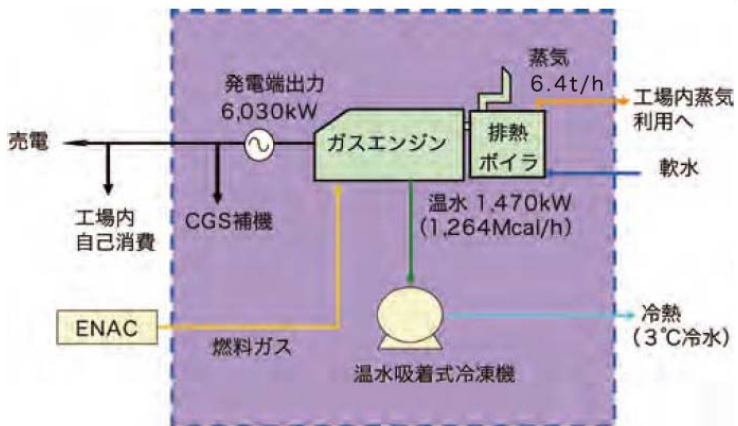 蒸気
6.4t/h
発電端出力
6,030kW
工場内蒸気
利用へ
売電
ガスエンジン
排熱
ボイラ
軟水
工場内
自己消費
CGS補機
温水 1,470kW
(1,264Mcal/h)
ENAC
燃料ガス
冷熱
(3℃冷水)
温水吸着式冷凍機